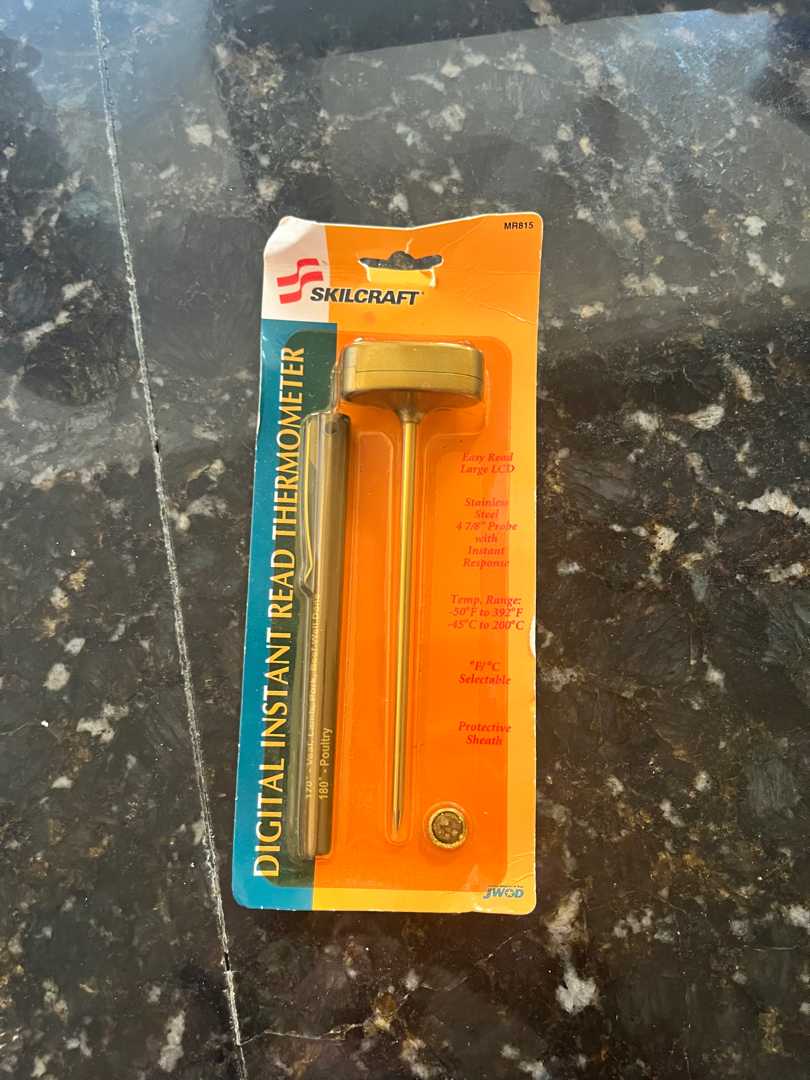 MR815
SKILCRAFT
DIGITAL INSTANT READ THERMOMETER
Easy Read
Large LCD
Stainless
Steel
4 7/8" Probe
with
Instant
Response
Temp. Range:
-50°F to 392°F
-45°C to 200°C
°F/°C
Selectable
Protective
Sheath
170° - Veal, Lamb, Pork, Beef-Well Done
180° - Poultry
JWOD